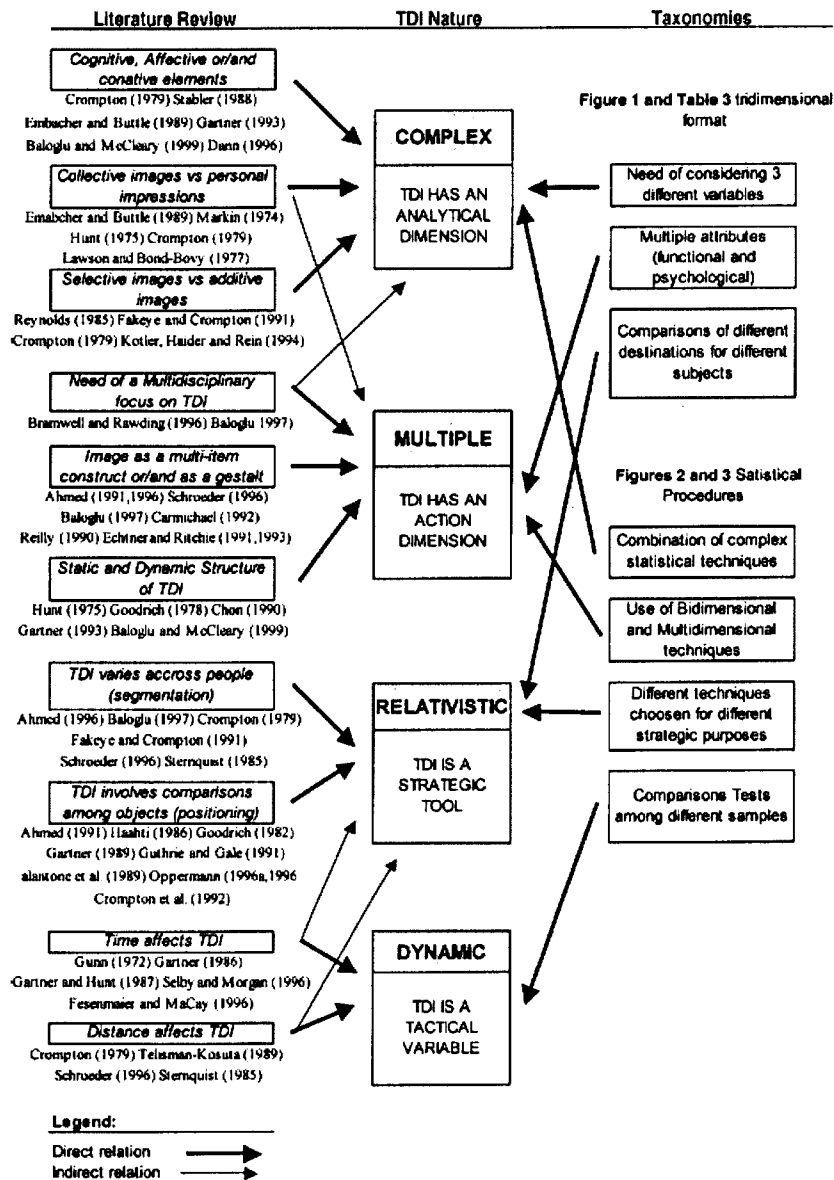 Literature Review
TDI Nature
Taxonomies
Cognitive, Affective or/and
conative elements
Crompton (1979) Stabler (1988
Embacher and Buttle (1989) Gartner (1993)
Baloglu and McCleary (1999) Dann (1996)
Collective images vs personal
impressions
Emabcher and Buttle (1989) Markin (1974)
Hunt (1975) Crompton (1979)
Lawson and Bond-Bovy (1977)
Selective images vs additive
images
Reynolds (1985) Fakeye and Crompton (1991)
Crompton (1979) Kotler, Haider and Rein (1994)
Need of a Multidisciplinary
focus on TDI
Bramwell and Rawding (1996) Baloglu 1997)
Image as a multi-item
construct or/and as a gestalt
Ahmed (1991,1996) Schroeder (1996)
Baloglu (1997) Carmichael (1992)
Reilly (1990) Echtner and Ritchie (1991,1993)
Static and Dynamic Structure
of TDI
Hunt (1975) Goodrich (1978) Chon (1990)
Gartner (1993) Baloglu and McCleary (1999)
TDI varies accross people
(segmentation)
Ahmed (1996) Baloglu (1997) Crompton (1979)
Fakeye and Crompton (1991)
Schroeder (1996) Sternquist (1985)
TDI involves comparisons
among objects (positioning)
Ahmed (1991) Haahti (1986) Goodrich (1982)
Gartner (1989) Guthrie and Gale (1991)
alantone et al. (1989) Oppermann (1996a,1996
Crompton et al. (1992)
Time affects TDI
Gunn (1972) Gartner (1986)
Gartner and Hunt (1987) Selby and Morgan (1996)
Fesenmaier and MaCay (1996)
Distance affects TDI
Crompton (1979) Telisman-Kosuta (1989)
Schroeder (1996) Sternquist (1985)
COMPLEX
TDI HAS AN
ANALYTICAL
DIMENSION
MULTIPLE
TDI HAS AN
ACTION
DIMENSION
RELATIVISTIC
TDI IS A
STRATEGIC
TOOL
DYNAMIC
TDI IS A
TACTICAL
VARIABLE
Figure 1 and Table 3 tridimensional
format
Need of considering 3
different variables
Multiple attributes
(functional and
psychological)
Comparisons of different
destinations for different
subjects
Figures 2 and 3 Satistical
Procedures
Combination of complex
statistical techniques
Use of Bidimensional
and Multidimensional
techniques
Different techniques
choosen for different
strategic purposes
Comparisons Tests
among different samples
Legend:
Direct relation
Indirect relation